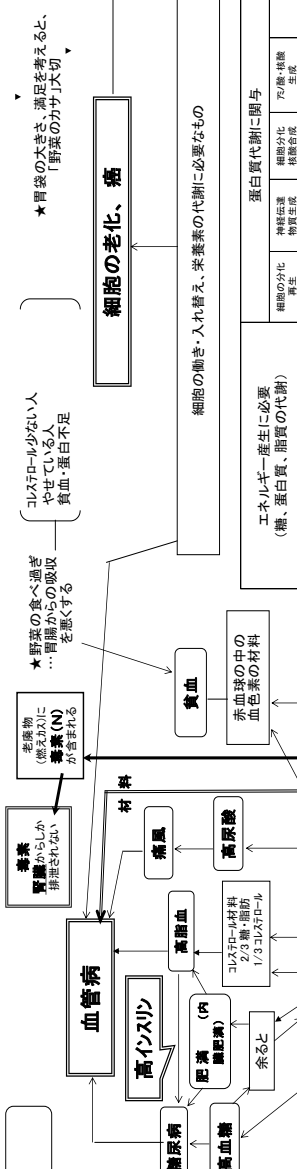 ★胃袋の大きさ、満足を考えると、
「野菜のカサ」大切
細胞の老化、癌
細胞の働き・入れ替え、栄養素の代謝に必要なもの
蛋白質代謝に関与
細胞の分化
再生
神経伝達
物質生成
細胞分化
核酸合成
アミノ酸・核酸
生成
エネルギー産生に必要
(糖、蛋白質、脂質の代謝)
コレステロール少ない人
やせている人
貧血・蛋白不足
★野菜の食べ過ぎ
…胃腸からの吸収
を悪くする
貧血
赤血球の中の
血色素の材料
老廃物
(燃えカス)に
毒素(N)
が含まれる
毒素
腎臓からしか
排泄されない
材料
血管病
痛風
高尿酸
高脂血
コレステロール材料
2/3 糖・脂肪
1/3 コレステロール
高インスリン
肥満(内
臓肥満)
余ると
糖尿病
高血糖